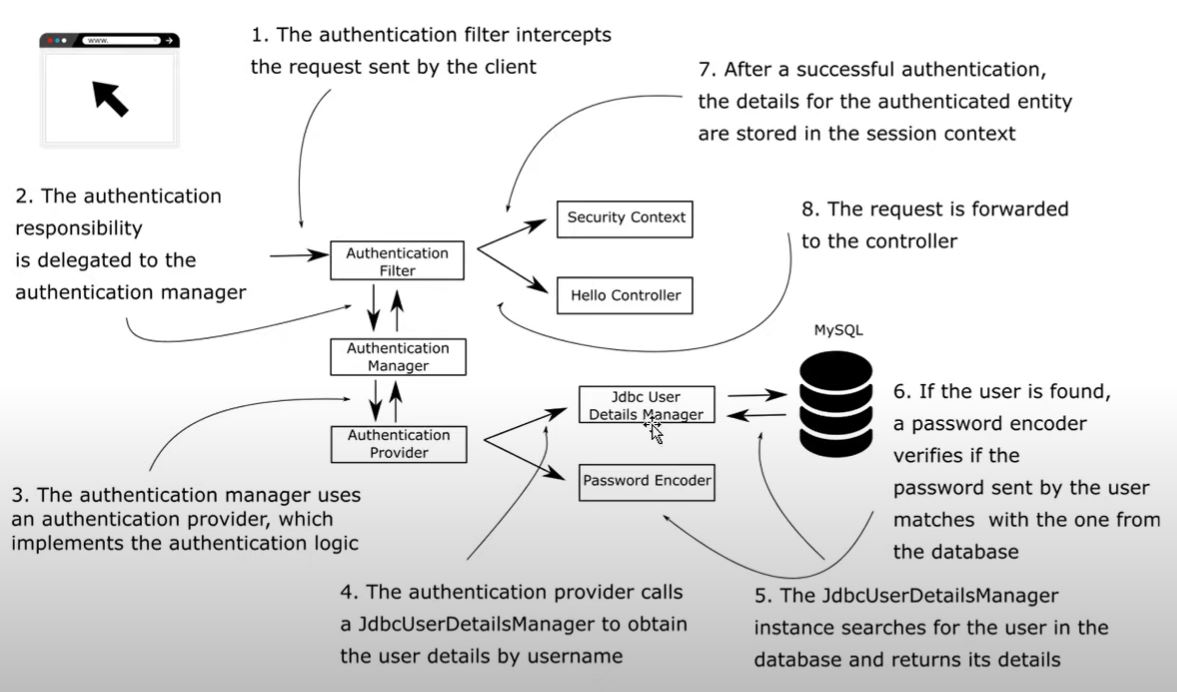 www.
1. The authentication filter intercepts
the request sent by the client
7. After a successful authentication,
the details for the authenticated entity
are stored in the session context
2. The authentication
responsibility
is delegated to the
authentication manager
Security Context
8. The request is forwarded
to the controller
Authentication
Filter
Hello Controller
MySQL
Authentication
Manager
Jdbc User
Details Manager
6. If the user is found,
a password encoder
verifies if the
password sent by the user
matches with the one from
the database
Authentication
Provider
Password Encoder
3. The authentication manager uses
an authentication provider, which
implements the authentication logic
4. The authentication provider calls
a JdbcUserDetailsManager to obtain
the user details by username
5. The JdbcUserDetailsManager
instance searches for the user in the
database and returns its details